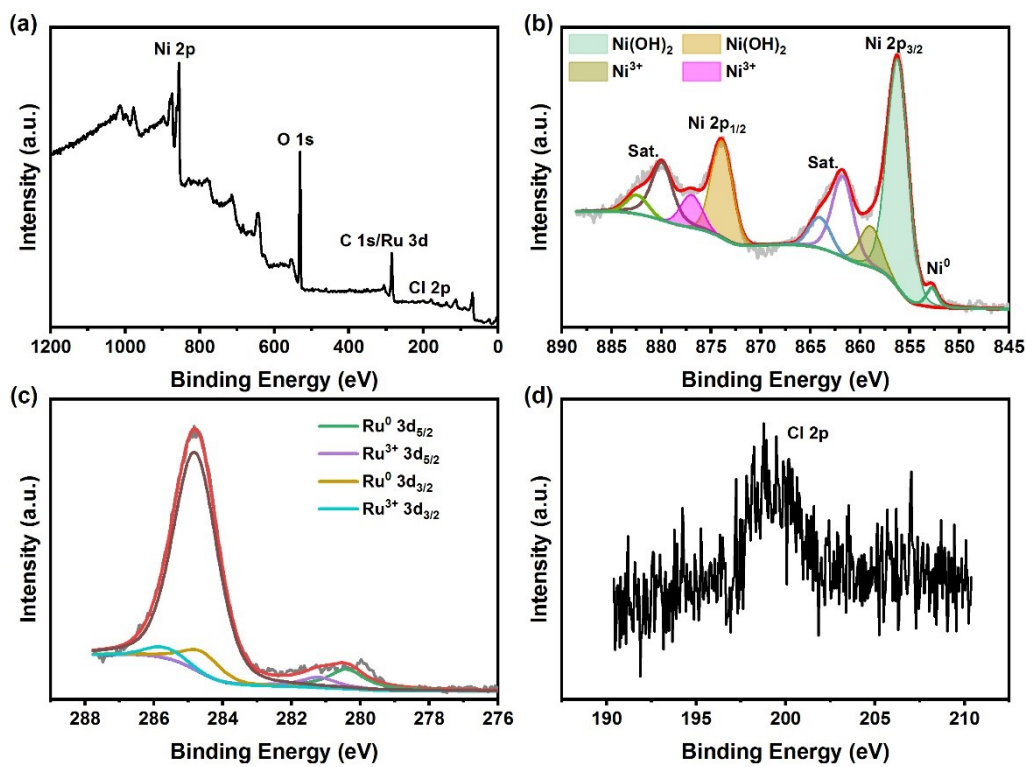 (a)
Ni 2p
O 1s
C 1s/Ru 3d
Cl 2p
Intensity (a.u.)
1200 1000 800 600 400 200 0
Binding Energy (eV)
(b)
Ni(OH)₂ Ni(OH)₂ Ni 2p₃/₂
Ni³⁺ Ni³⁺
Ni 2p₁/₂
Sat.
Sat.
Ni⁰
Intensity (a.u.)
890 885 880 875 870 865 860 855 850 845
Binding Energy (eV)
(c)
Ru⁰ 3d₅/₂
Ru³⁺ 3d₅/₂
Ru⁰ 3d₃/₂
Ru³⁺ 3d₃/₂
Intensity (a.u.)
288 286 284 282 280 278 276
Binding Energy (eV)
(d)
Cl 2p
Intensity (a.u.)
190 195 200 205 210
Binding Energy (eV)